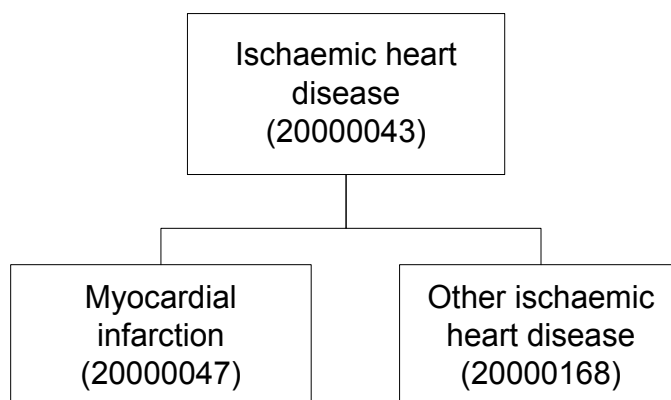 Ischaemic heart
disease
(20000043)
Myocardial
infarction
(20000047)
Other ischaemic
heart disease
(20000168)